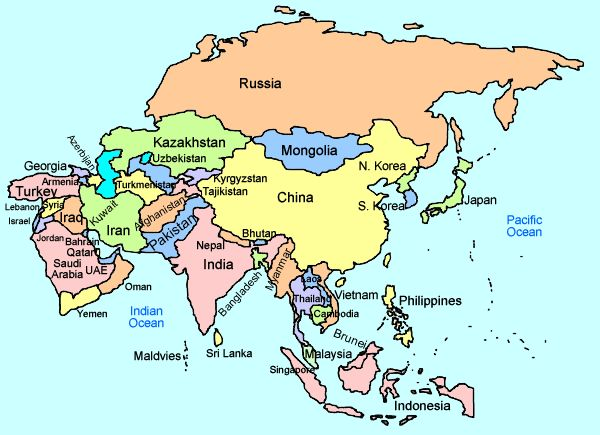 Russia
Kazakhstan
Mongolia
Azerbijan
Uzbekistan
Georgia
N. Korea
Kyrgyzstan
Armenia
Turkmenistan
Tajikistan
Turkey
China
Japan
Lebanon
Syria
Kuwait
Afghanistan
S. Korea
Israel
Iraq
Iran
Pacific
Ocean
Jordan
Bahrain
Pakistan
Bhutan
Nepal
Qatar
Saudi
Arabia
UAE
India
Myanmar
Laos
Oman
Bangladesh
Thailand
Vietnam
Philippines
Yemen
Indian
Ocean
Cambodia
Brunei
Maldvies
Sri Lanka
Malaysia
Singapore
Indonesia